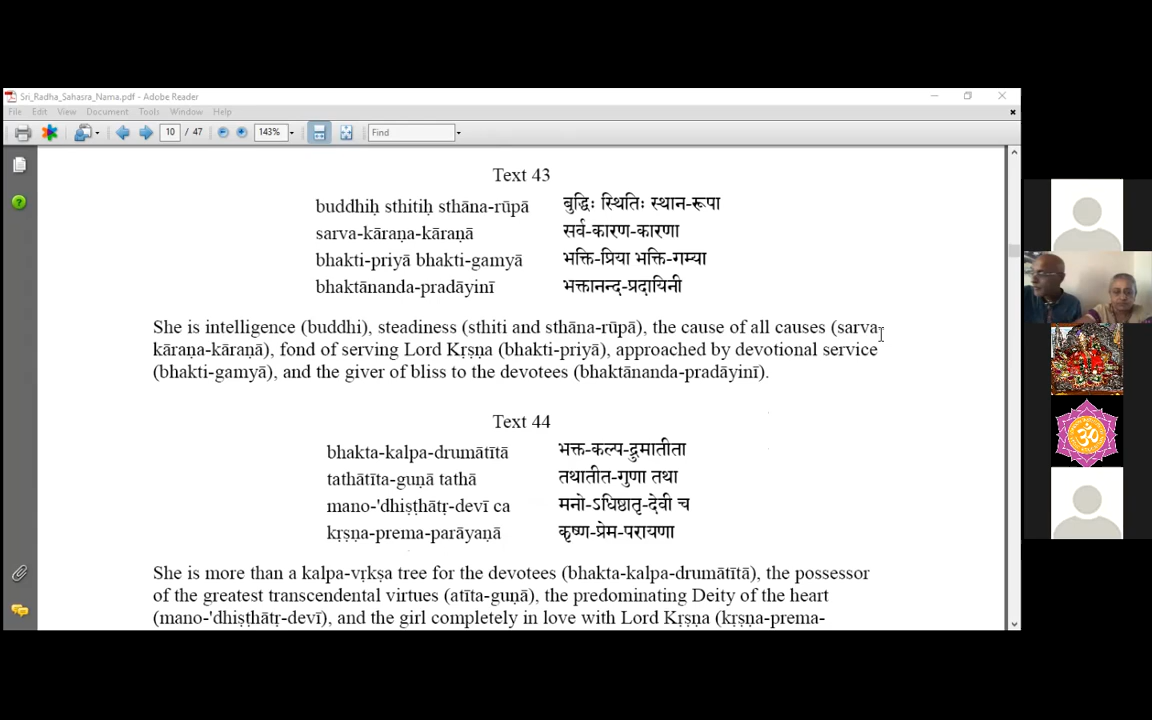 Sri_Radha_Sahasra_Nama.pdf - Adobe Reader
File Edit View Document Tools Window Help
10 / 47 143% Find
Text 43
buddhiḥ sthitiḥ sthāna-rūpā बुद्धिः स्थितिः स्थान-रूपा
sarva-kāraṇa-kāraṇā सर्व-कारण-कारणा
bhakti-priyā bhakti-gamyā भक्ति-प्रिया भक्ति-गम्या
bhaktānanda-pradāyinī भक्तानन्द-प्रदायिनी
She is intelligence (buddhi), steadiness (sthiti and sthāna-rūpā), the cause of all causes (sarva-
kāraṇa-kāraṇā), fond of serving Lord Kṛṣṇa (bhakti-priyā), approached by devotional service
(bhakti-gamyā), and the giver of bliss to the devotees (bhaktānanda-pradāyinī).
Text 44
bhakta-kalpa-drumātītā भक्त-कल्प-द्रुमातीता
tathātīta-guṇā tathā तथातीत-गुणा तथा
mano-'dhiṣṭhātṛ-devī ca मनो-ऽधिष्ठातृ-देवी च
kṛṣṇa-prema-parāyaṇā कृष्ण-प्रेम-परायणा
She is more than a kalpa-vṛkṣa tree for the devotees (bhakta-kalpa-drumātītā), the possessor
of the greatest transcendental virtues (atīta-guṇā), the predominating Deity of the heart
(mano-'dhiṣṭhātṛ-devī), and the girl completely in love with Lord Kṛṣṇa (kṛṣṇa-prema-
ॐ